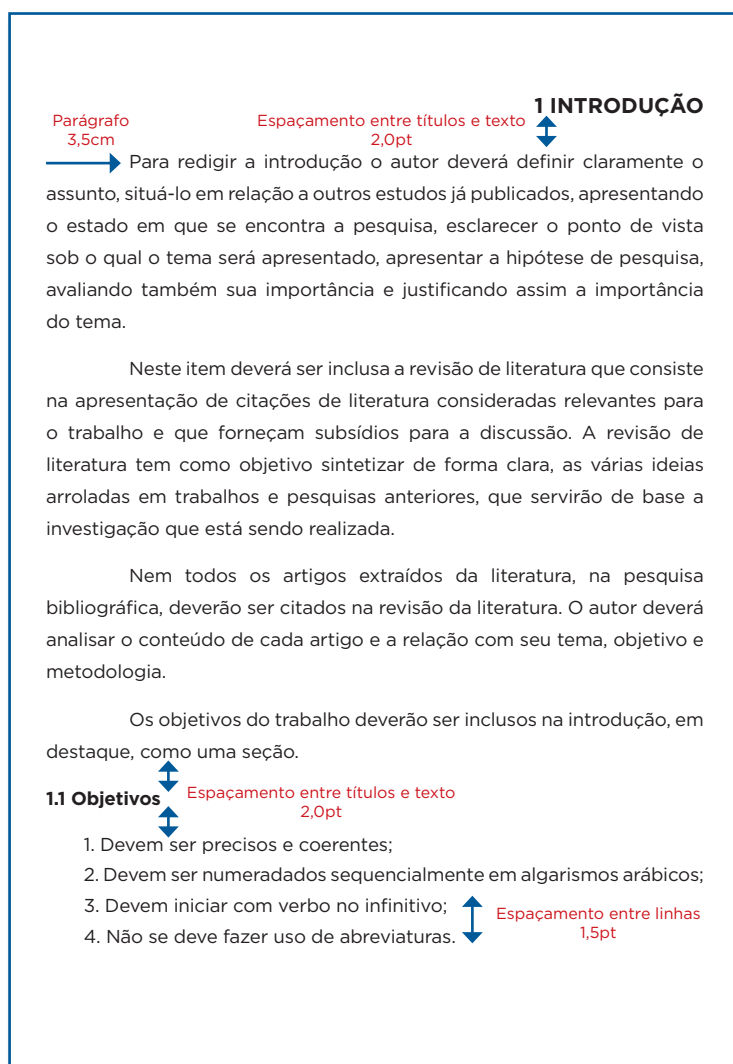 1 INTRODUÇÃO
Parágrafo
3,5cm
Espaçamento entre títulos e texto
2,0pt
Para redigir a introdução o autor deverá definir claramente o
assunto, situá-lo em relação a outros estudos já publicados, apresentando
o estado em que se encontra a pesquisa, esclarecer o ponto de vista
sob o qual o tema será apresentado, apresentar a hipótese de pesquisa,
avaliando também sua importância e justificando assim a importância
do tema.
Neste item deverá ser inclusa a revisão de literatura que consiste
na apresentação de citações de literatura consideradas relevantes para
o trabalho e que forneçam subsídios para a discussão. A revisão de
literatura tem como objetivo sintetizar de forma clara, as várias ideias
arroladas em trabalhos e pesquisas anteriores, que servirão de base a
investigação que está sendo realizada.
Nem todos os artigos extraídos da literatura, na pesquisa
bibliográfica, deverão ser citados na revisão da literatura. O autor deverá
analisar o conteúdo de cada artigo e a relação com seu tema, objetivo e
metodologia.
Os objetivos do trabalho deverão ser inclusos na introdução, em
destaque, como uma seção.
1.1 Objetivos
Espaçamento entre títulos e texto
2,0pt
1. Devem ser precisos e coerentes;
2. Devem ser numeradados sequencialmente em algarismos arábicos;
3. Devem iniciar com verbo no infinitivo;
4. Não se deve fazer uso de abreviaturas.
Espaçamento entre linhas
1,5pt